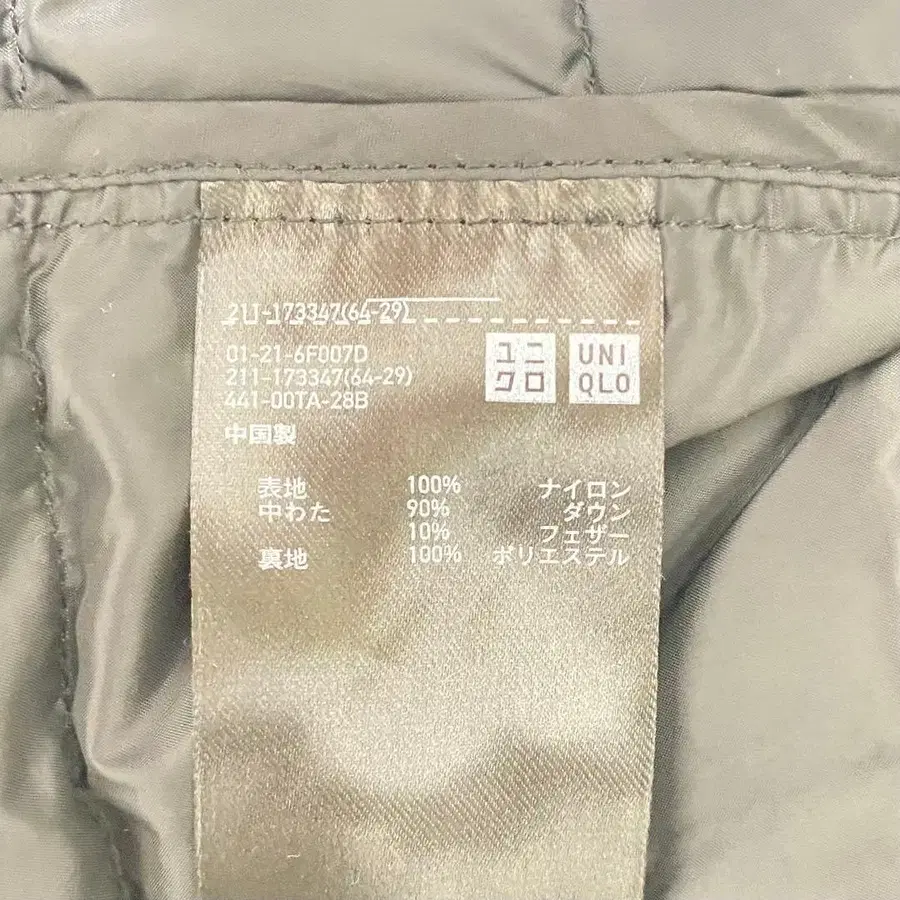 211-173347(64-29)
01-21-6F007D
211-173347(64-29)
441-00TA-28B
中国製
ユニ
クロ
UNI
QLO
表地 100% ナイロン
中わた 90% ダウン
10% フェザー
裏地 100% ポリエステル